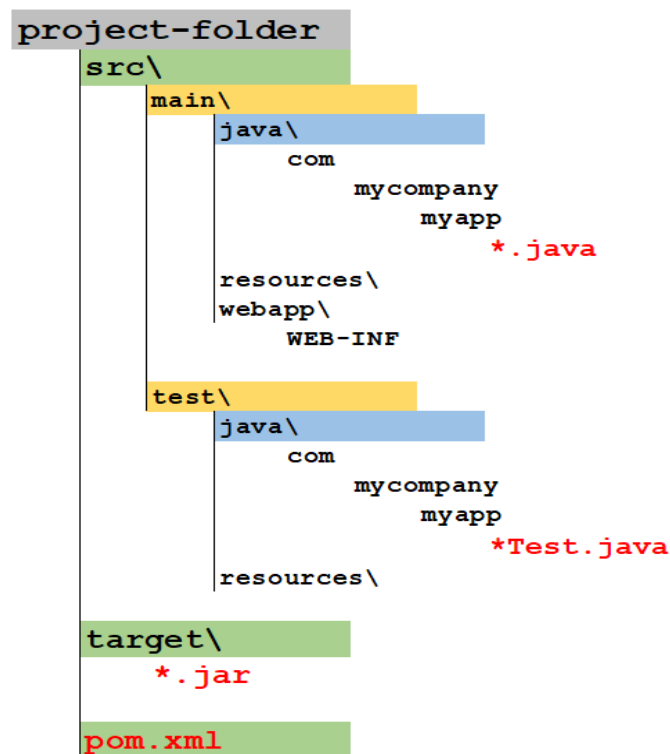 project-folder
src\
main\
java\
com
mycompany
myapp
*.java
resources\
webapp\
WEB-INF
test\
java\
com
mycompany
myapp
*Test.java
resources\
target\
*.jar
pom.xml